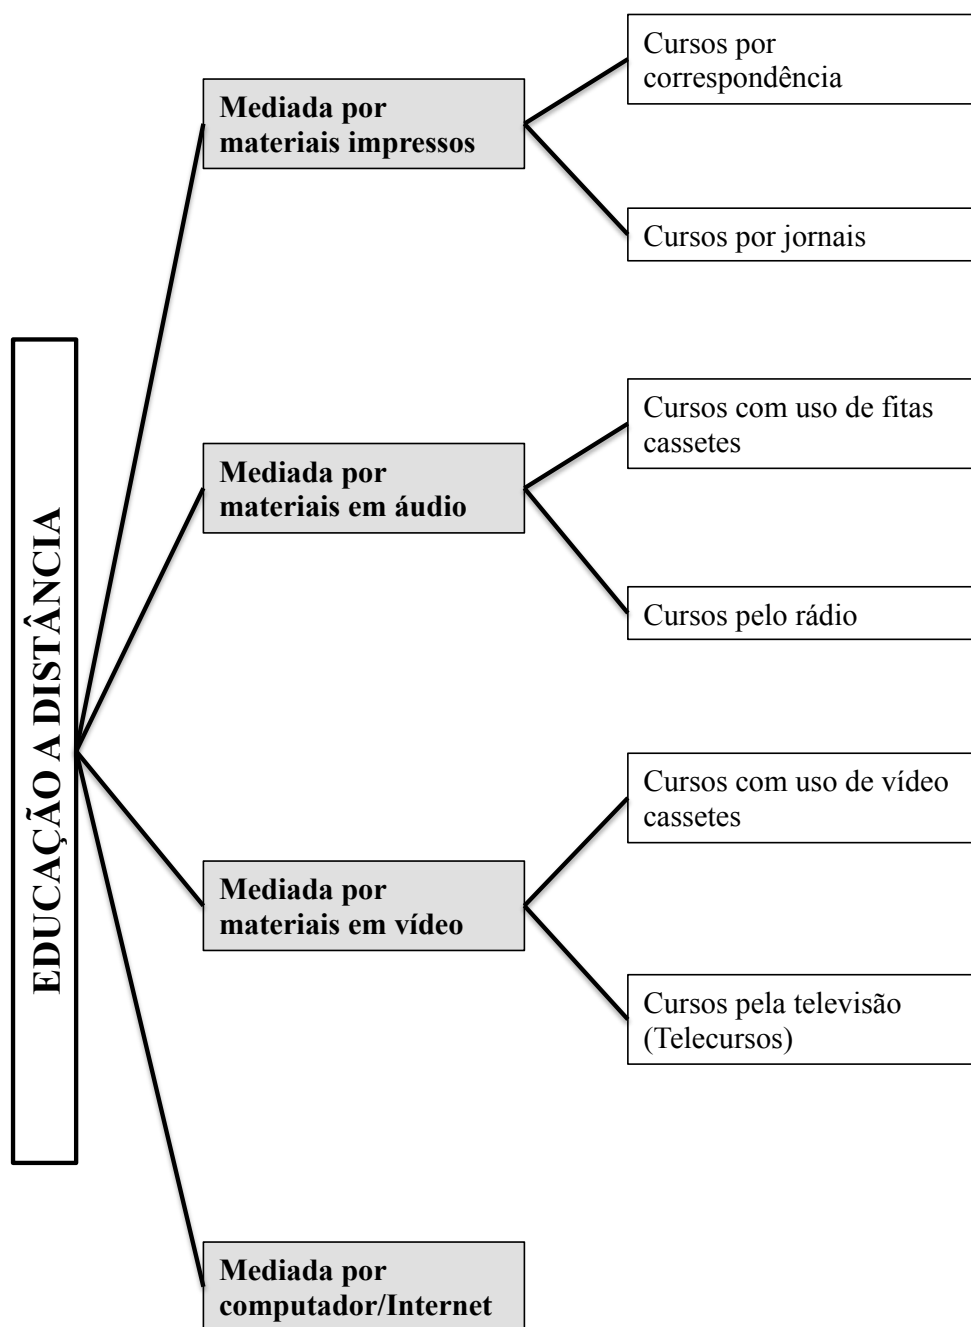 EDUCAÇÃO A DISTÂNCIA
Mediada por
materiais impressos
Cursos por
correspondência
Cursos por jornais
Mediada por
materiais em áudio
Cursos com uso de fitas
cassetes
Cursos pelo rádio
Mediada por
materiais em vídeo
Cursos com uso de vídeo
cassetes
Cursos pela televisão
(Telecursos)
Mediada por
computador/Internet